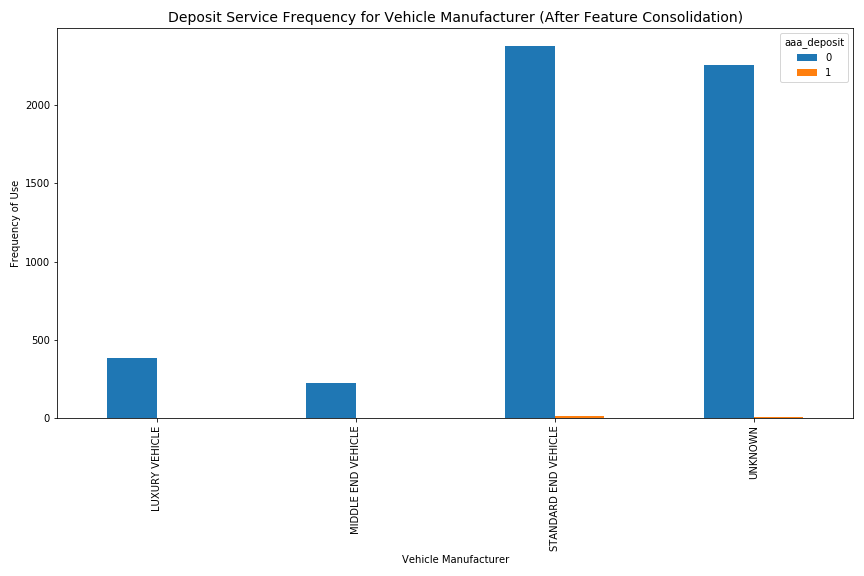 Deposit Service Frequency for Vehicle Manufacturer (After Feature Consolidation)
aaa_deposit
0
1
Frequency of Use
2000
1500
1000
500
0
LUXURY VEHICLE
MIDDLE END VEHICLE
STANDARD END VEHICLE
UNKNOWN
Vehicle Manufacturer